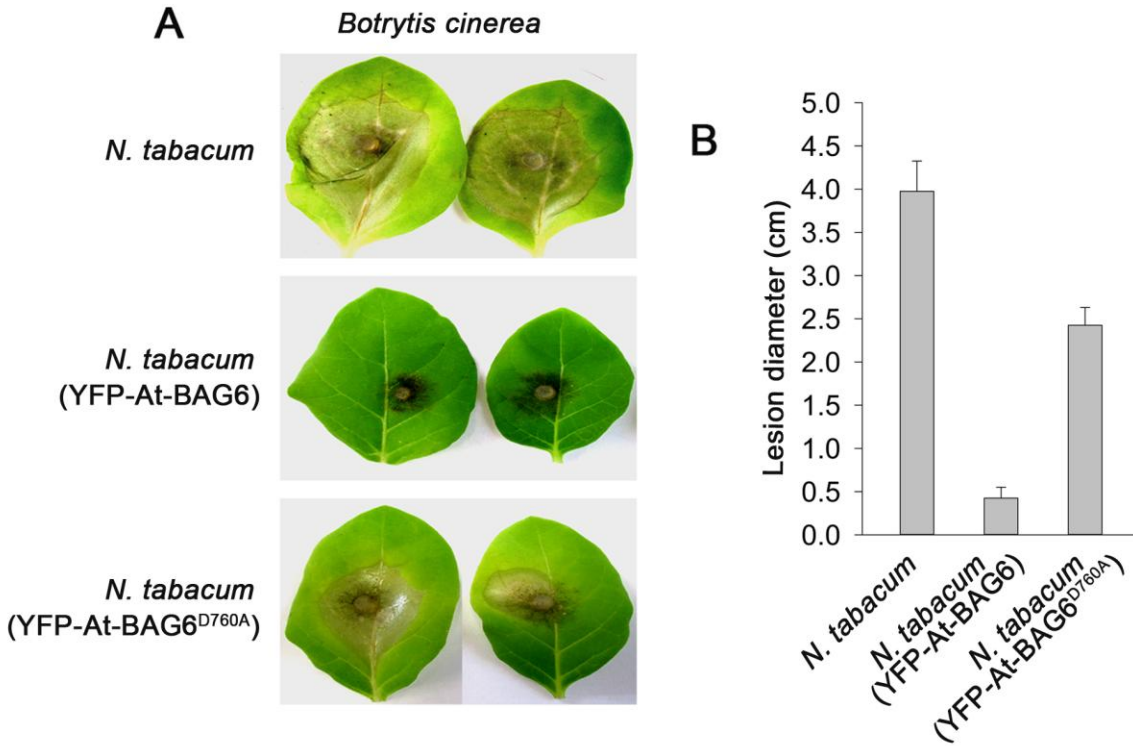 A
Botrytis cinerea
N. tabacum
N. tabacum
(YFP-At-BAG6)
N. tabacum
(YFP-At-BAG6D760A)
B
Lesion diameter (cm)
5.0
4.5
4.0
3.5
3.0
2.5
2.0
1.5
1.0
0.5
0.0
N. tabacum
N. tabacum
(YFP-At-BAG6)
N. tabacum
(YFP-At-BAG6D760A)